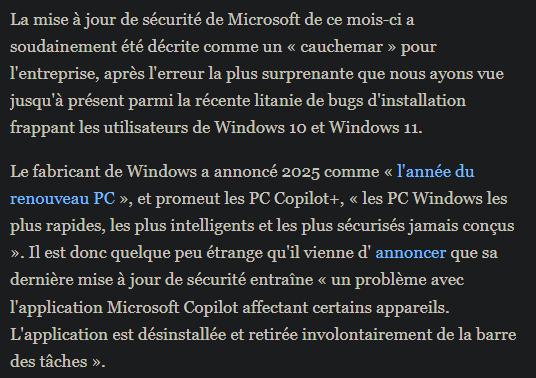 La mise à jour de sécurité de Microsoft de ce mois-ci a
soudainement été décrite comme un « cauchemar » pour
l'entreprise, après l'erreur la plus surprenante que nous ayons vue
jusqu'à présent parmi la récente litanie de bugs d'installation
frappant les utilisateurs de Windows 10 et Windows 11.
Le fabricant de Windows a annoncé 2025 comme « l'année du
renouveau PC », et promeut les PC Copilot+, « les PC Windows les
plus rapides, les plus intelligents et les plus sécurisés jamais conçus
». Il est donc quelque peu étrange qu'il vienne d' annoncer que sa
dernière mise à jour de sécurité entraîne « un problème avec
l'application Microsoft Copilot affectant certains appareils.
L'application est désinstallée et retirée involontairement de la barre
des tâches ».